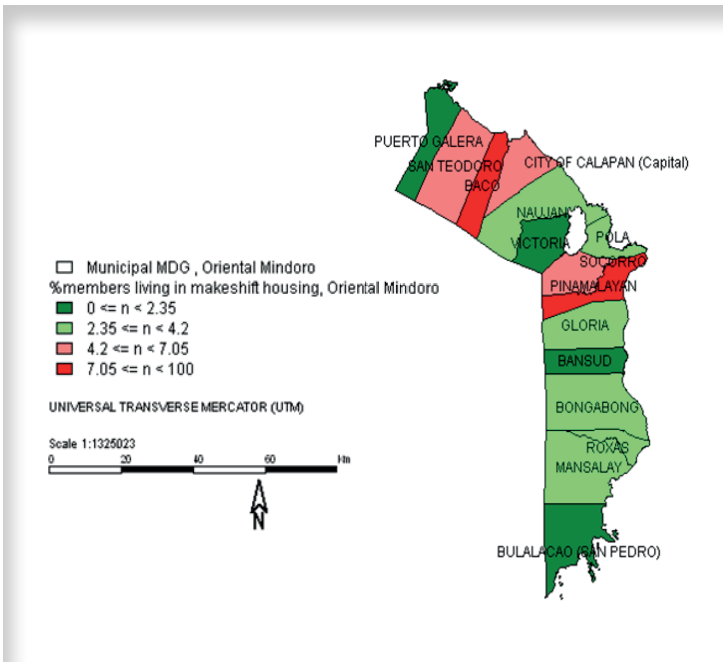 PUERTO GALERA
SAN TEODORO
CITY OF CALAPAN (Capital)
BACO
NAUJAN
POLA
VICTORIA
SOCORRO
PINAMALAYAN
GLORIA
BANSUD
BONGABONG
ROXAS
MANSALAY
BULALACAO (SAN PEDRO)
Municipal MDG , Oriental Mindoro
%members living in makeshift housing, Oriental Mindoro
0 <= n < 2.35
2.35 <= n < 4.2
4.2 <= n < 7.05
7.05 <= n < 100
UNIVERSAL TRANSVERSE MERCATOR (UTM)
Scale 1:1325023
0 20 40 60 Km
N